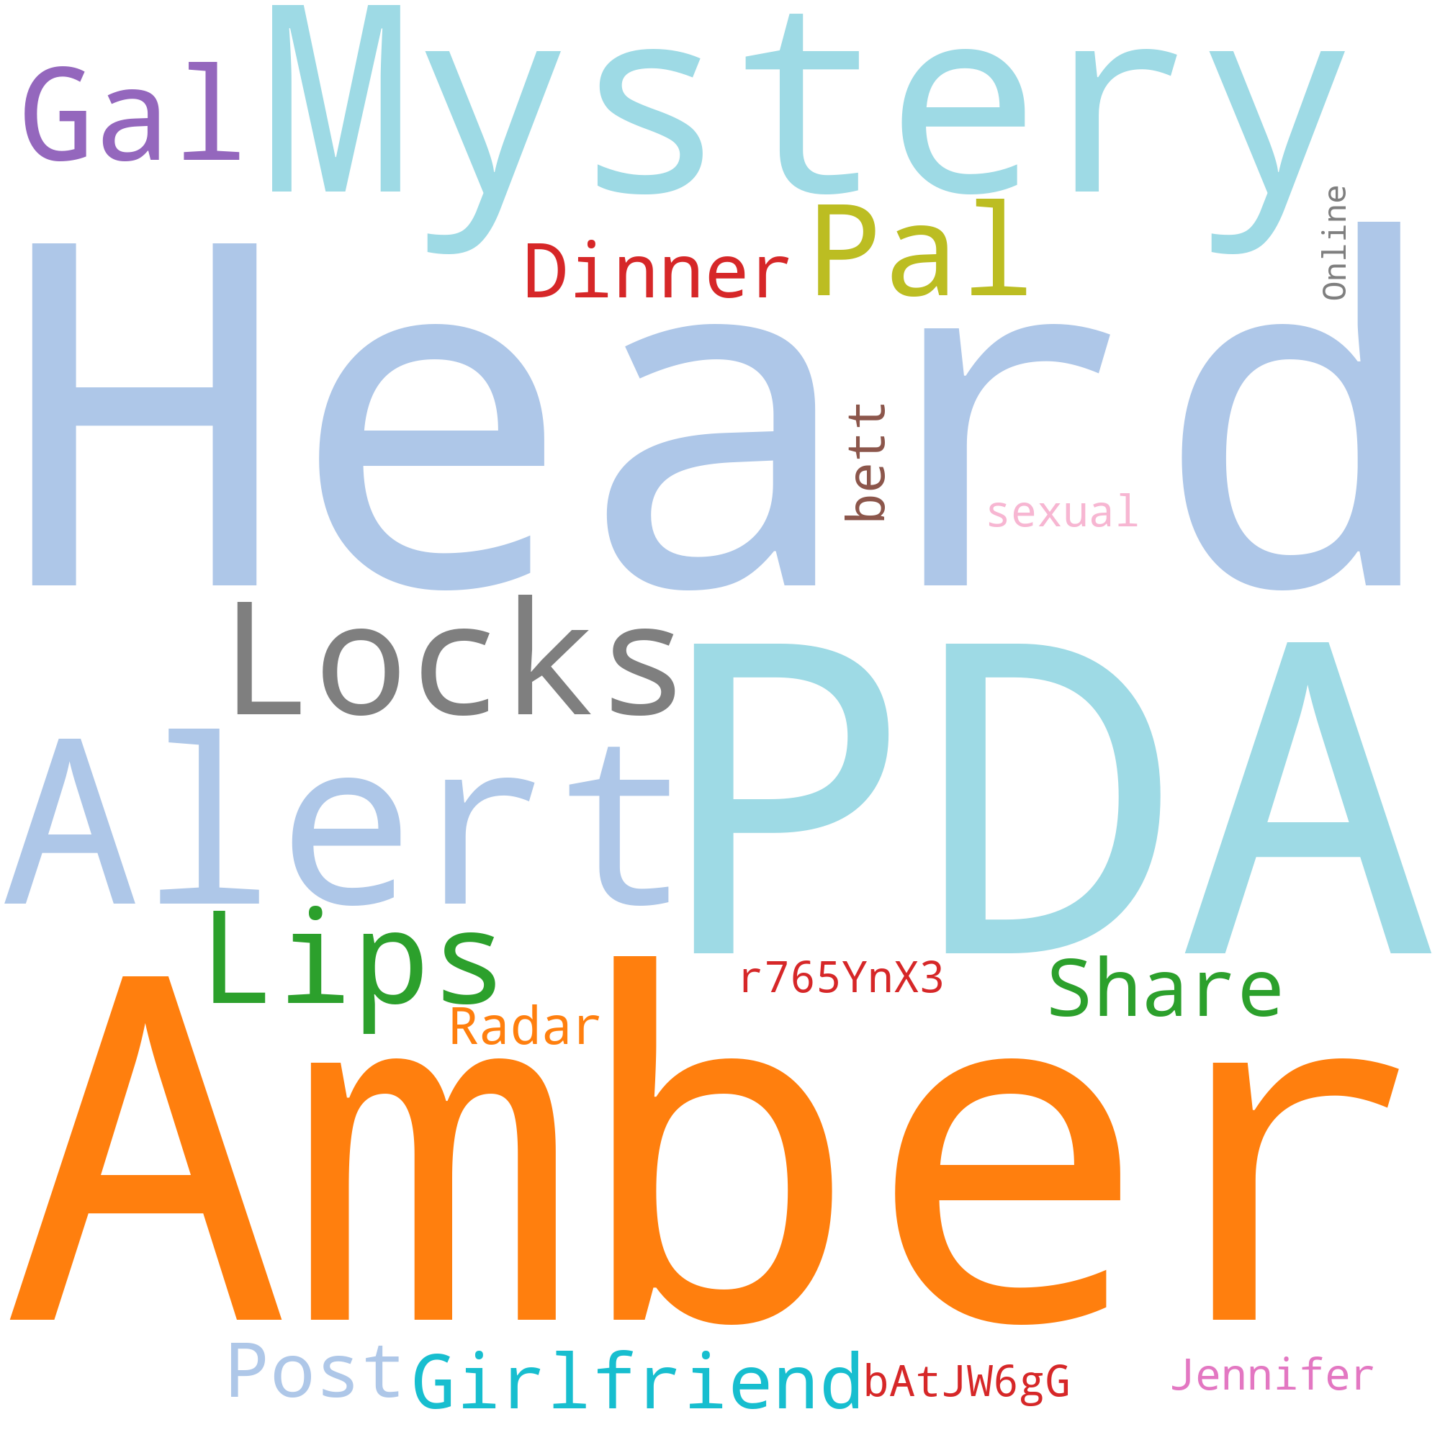 Mystery
Gal
Online
Pal
Dinner
Heard
bett
sexual
Locks
PDA
Alert
Lips
r765YnX3
Share
Radar
Amber
Post
Girlfriend
bAtJW6gG
Jennifer